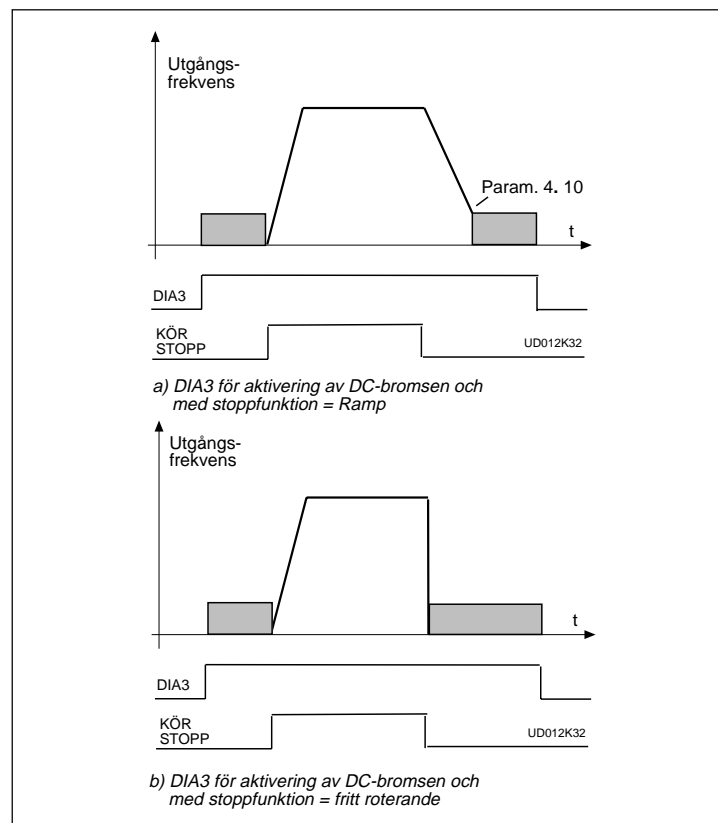 Utgångs-
frekvens
Param. 4. 10
t
DIA3
KÖR
STOPP
UD012K32
a) DIA3 för aktivering av DC-bromsen och
med stoppfunktion = Ramp
Utgångs-
frekvens
t
DIA3
KÖR
STOPP
UD012K32
b) DIA3 för aktivering av DC-bromsen och
med stoppfunktion = fritt roterande